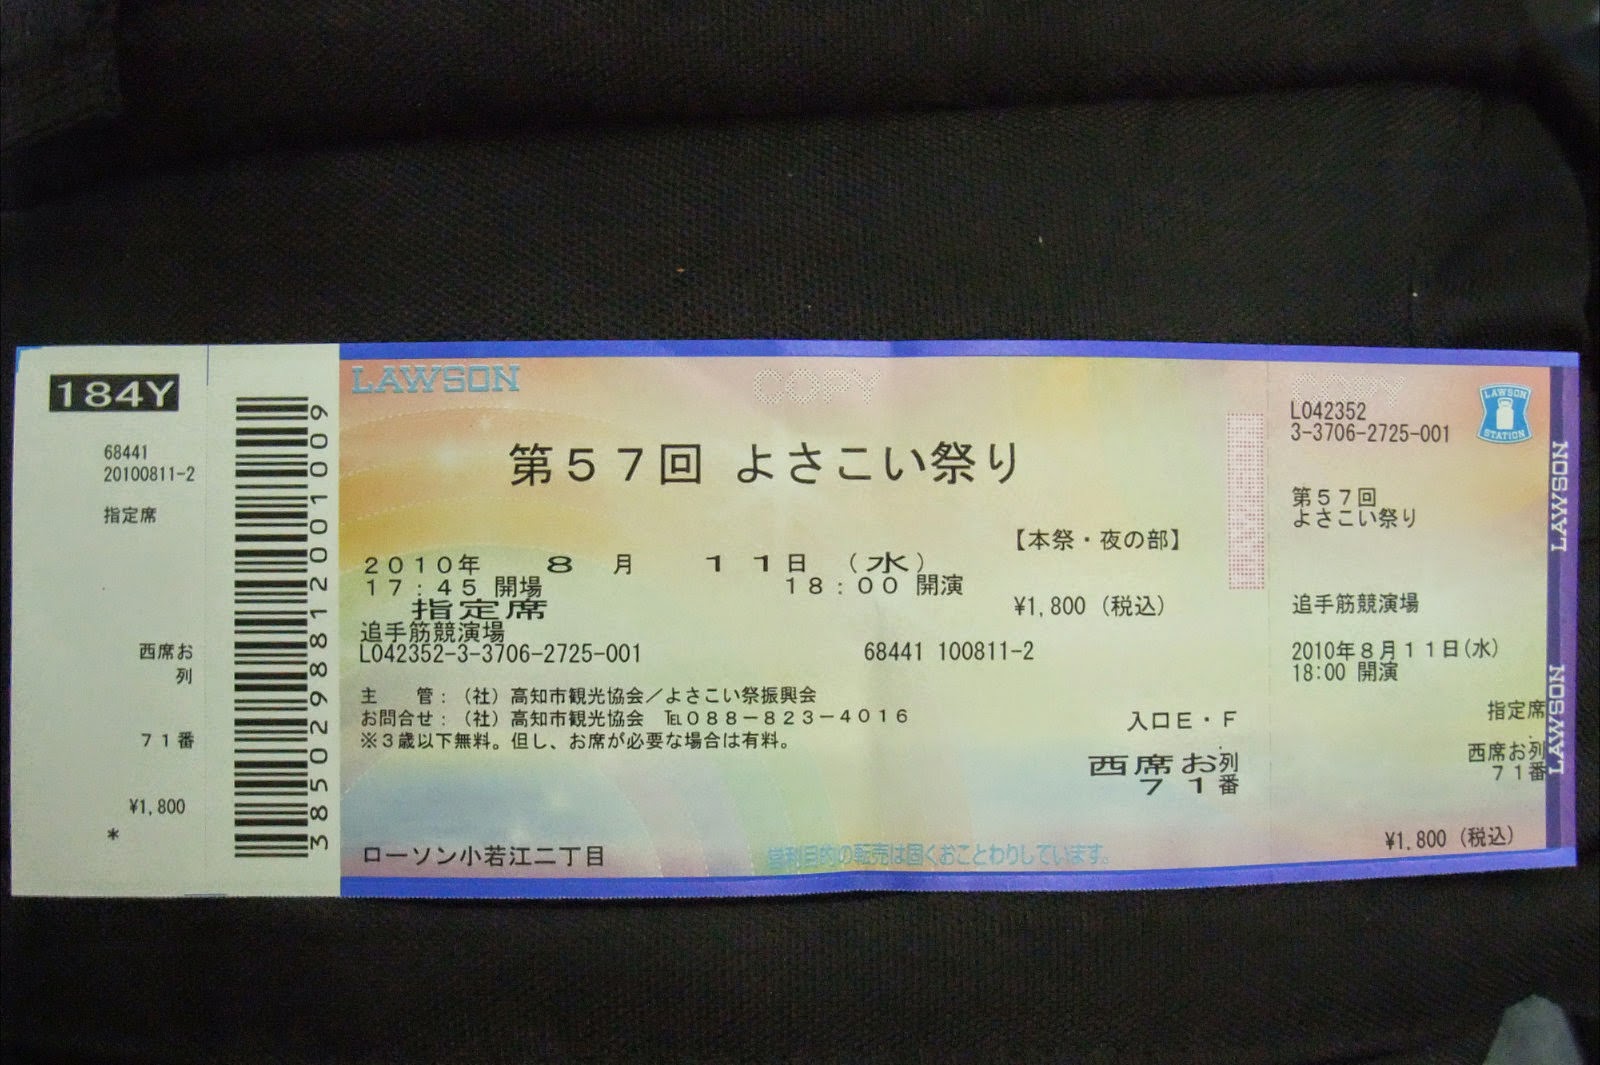 184Y
68441
20100811-2
指定席
西席お
列
71番
¥1,800
*
3850298812001009
LAWSON
COPY
第57回 よさこい祭り
【本祭・夜の部】
2010年 8 月 11日 (水)
17:45 開場 18:00 開演
指定席
¥1,800 (税込)
追手筋競演場
L042352-3-3706-2725-001 68441 100811-2
主 管:(社)高知市観光協会/よさこい祭振興会
お問合せ:(社)高知市観光協会 ℡088-823-4016
※3歳以下無料。但し、お席が必要な場合は有料。
入口E・F
西席お列
71番
ローソン小若江二丁目
営利目的の転売は固くおことわりしています。
COPY
L042352
3-3706-2725-001
LAWSON
STATION
第57回
よさこい祭り
追手筋競演場
2010年8月11日(水)
18:00 開演
指定席
西席お列
71番
¥1,800 (税込)
LAWSON
LAWSON